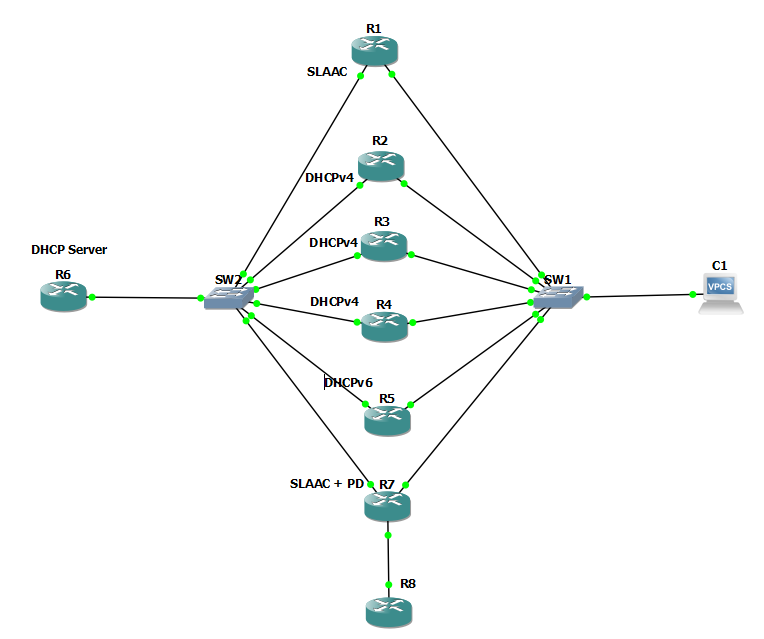 R1
SLAAC
R2
DHCPv4
R3
DHCPv4
DHCP Server
R6
SW2
SW1
C1
VPCS
DHCPv4
R4
DHCPv6
R5
SLAAC + PD
R7
R8